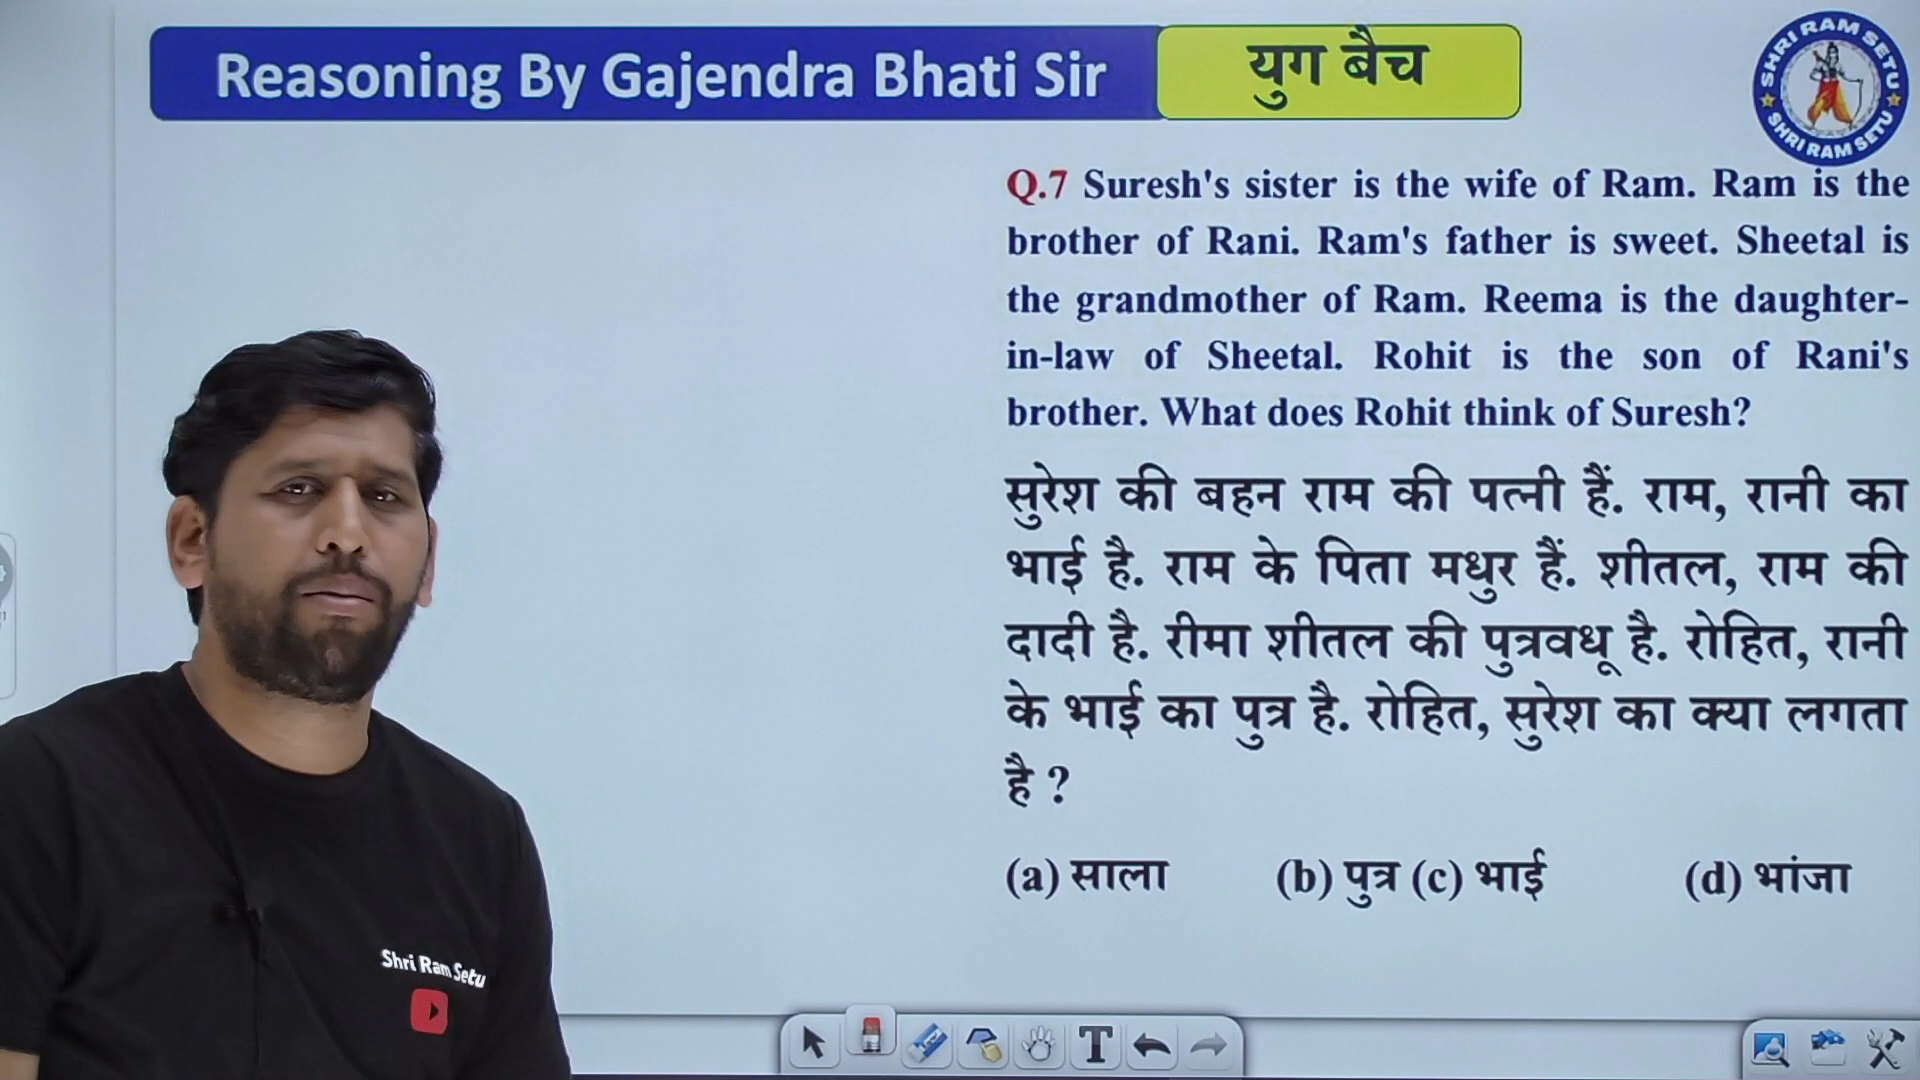 Reasoning By Gajendra Bhati Sir
युग बैच
SHRI RAM SETU
SHRI RAM SETU
Q.7 Suresh's sister is the wife of Ram. Ram is the
brother of Rani. Ram's father is sweet. Sheetal is
the grandmother of Ram. Reema is the daughter-
in-law of Sheetal. Rohit is the son of Rani's
brother. What does Rohit think of Suresh?
सुरेश की बहन राम की पत्नी हैं. राम, रानी का
भाई है. राम के पिता मधुर हैं. शीतल, राम की
दादी है. रीमा शीतल की पुत्रवधू है. रोहित, रानी
के भाई का पुत्र है. रोहित, सुरेश का क्या लगता
है ?
(a) साला (b) पुत्र (c) भाई (d) भांजा
Shri Ram Setu
T